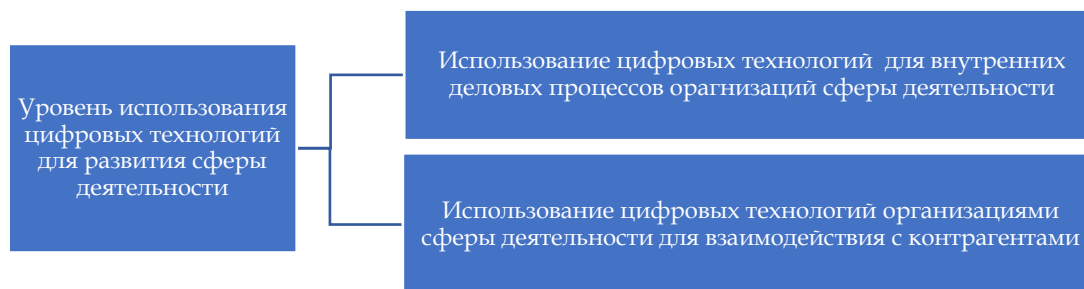 Уровень использования
цифровых технологий
для развития сферы
деятельности
Использование цифровых технологий для внутренних
деловых процессов орагнизаций сферы деятельности
Использование цифровых технологий организациями
сферы деятельности для взаимодействия с контрагентами